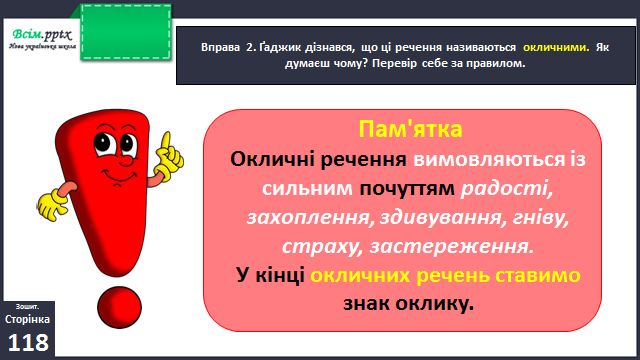 Всім.pptx
Нова українська школа
Вправа 2. Ґаджик дізнався, що ці речення називаються окличними. Як
думаєш чому? Перевір себе за правилом.
Пам'ятка
Окличні речення вимовляються із
сильним почуттям радості,
захоплення, здивування, гніву,
страху, застереження.
У кінці окличних речень ставимо
знак оклику.
Зошит.
Сторінка
118